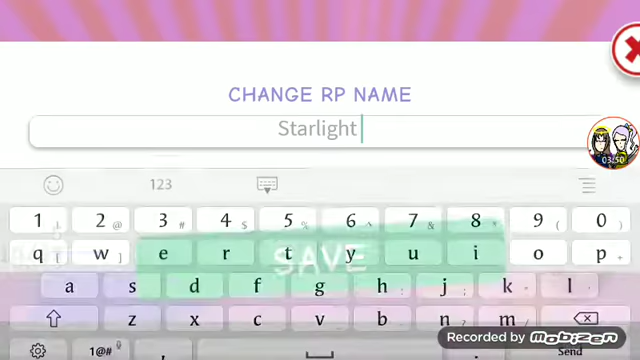 CHANGE RP NAME
Starlight
03:50
123
1 2 @ 3 # 4 $ 5 % 6 ^ 7 & 8 * 9 ( 0 )
q [ w ] e r t y u i o p +
SAVE
a s d f g h : j ; k l
z x c v b n m
Recorded by mobizen
1@# Send